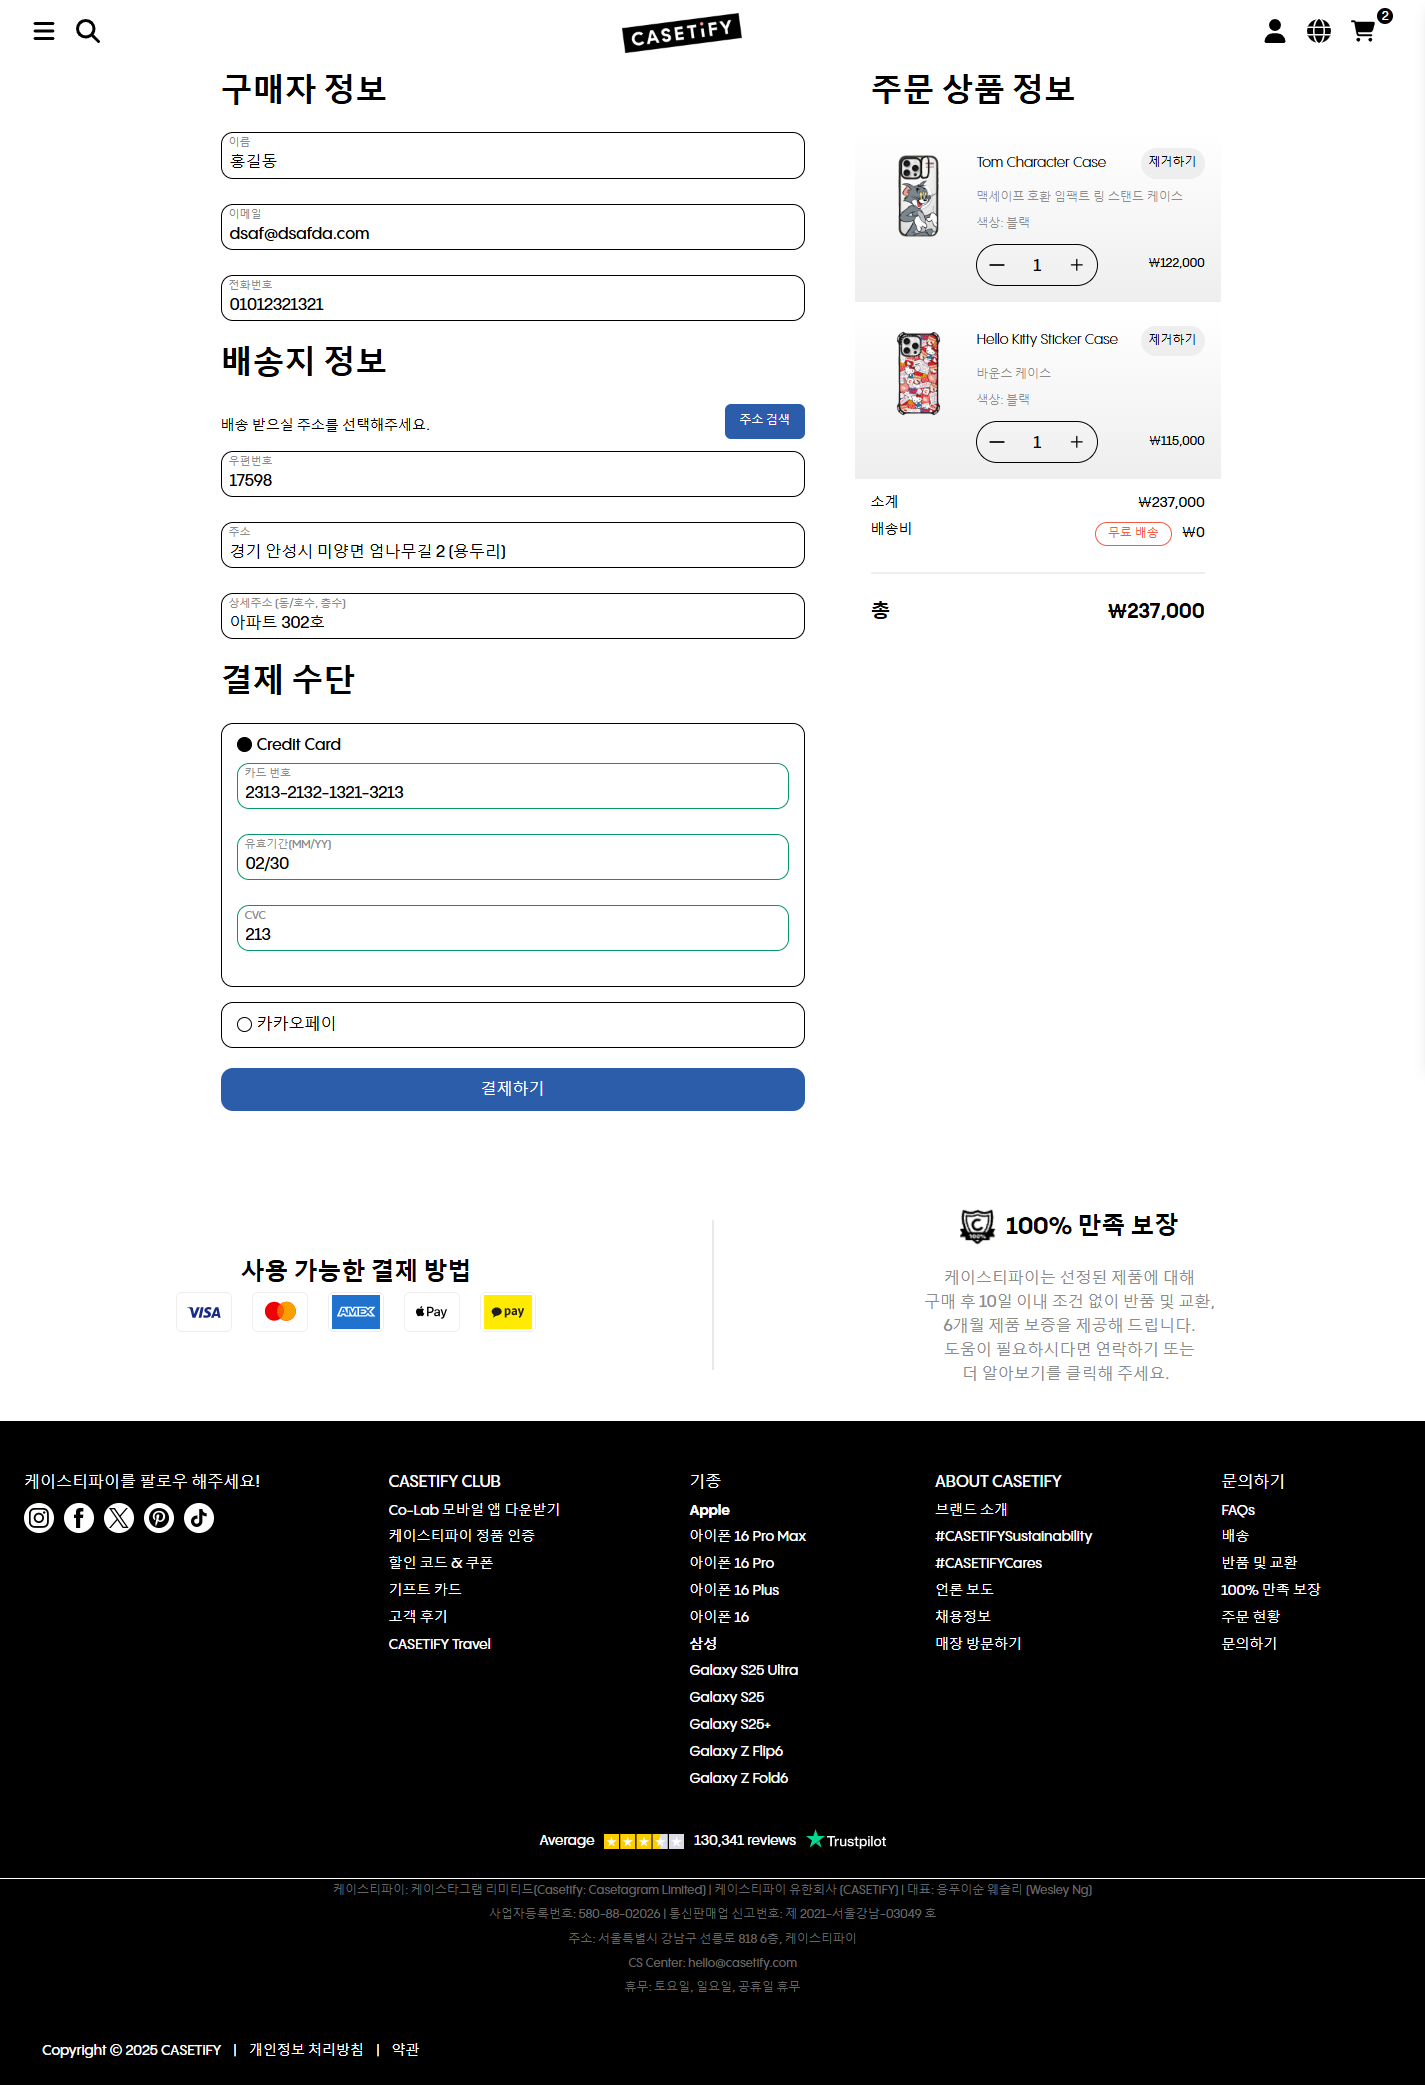 CASETiFY
2
구매자 정보
이름
홍길동
이메일
dsaf@dsafda.com
전화번호
01012321321
배송지 정보
배송 받으실 주소를 선택해주세요.
주소 검색
우편번호
17598
주소
경기 안성시 미양면 엄나무길 2 (용두리)
상세주소 (동/호수, 층수)
아파트 302호
결제 수단
Credit Card
카드 번호
2313-2132-1321-3213
유효기간(MM/YY)
02/30
CVC
213
카카오페이
결제하기
주문 상품 정보
Tom Character Case
제거하기
맥세이프 호환 임팩트 링 스탠드 케이스
색상: 블랙
1
₩122,000
Hello Kitty Sticker Case
제거하기
바운스 케이스
색상: 블랙
1
₩115,000
소계
₩237,000
배송비
무료 배송
₩0
총
₩237,000
사용 가능한 결제 방법
VISA
AMEX
Pay
pay
C
100%
100% 만족 보장
케이스티파이는 선정된 제품에 대해
구매 후 10일 이내 조건 없이 반품 및 교환,
6개월 제품 보증을 제공해 드립니다.
도움이 필요하시다면 연락하기 또는
더 알아보기를 클릭해 주세요.
케이스티파이를 팔로우 해주세요!
CASETiFY CLUB
Co-Lab 모바일 앱 다운받기
케이스티파이 정품 인증
할인 코드 & 쿠폰
기프트 카드
고객 후기
CASETiFY Travel
기종
Apple
아이폰 16 Pro Max
아이폰 16 Pro
아이폰 16 Plus
아이폰 16
삼성
Galaxy S25 Ultra
Galaxy S25
Galaxy S25+
Galaxy Z Flip6
Galaxy Z Fold6
ABOUT CASETiFY
브랜드 소개
#CASETiFYSustainability
#CASETiFYCares
언론 보도
채용정보
매장 방문하기
문의하기
FAQs
배송
반품 및 교환
100% 만족 보장
주문 현황
문의하기
Average
130,341 reviews
Trustpilot
케이스티파이: 케이스타그램 리미티드(Casetify: Casetagram Limited) | 케이스티파이 유한회사 (CASETiFY) | 대표: 응푸이순 웨슬리 (Wesley Ng)
사업자등록번호: 580-88-02026 | 통신판매업 신고번호: 제 2021-서울강남-03049 호
주소: 서울특별시 강남구 선릉로 818 6층, 케이스티파이
CS Center: hello@casetify.com
휴무: 토요일, 일요일, 공휴일 휴무
Copyright © 2025 CASETiFY | 개인정보 처리방침 | 약관